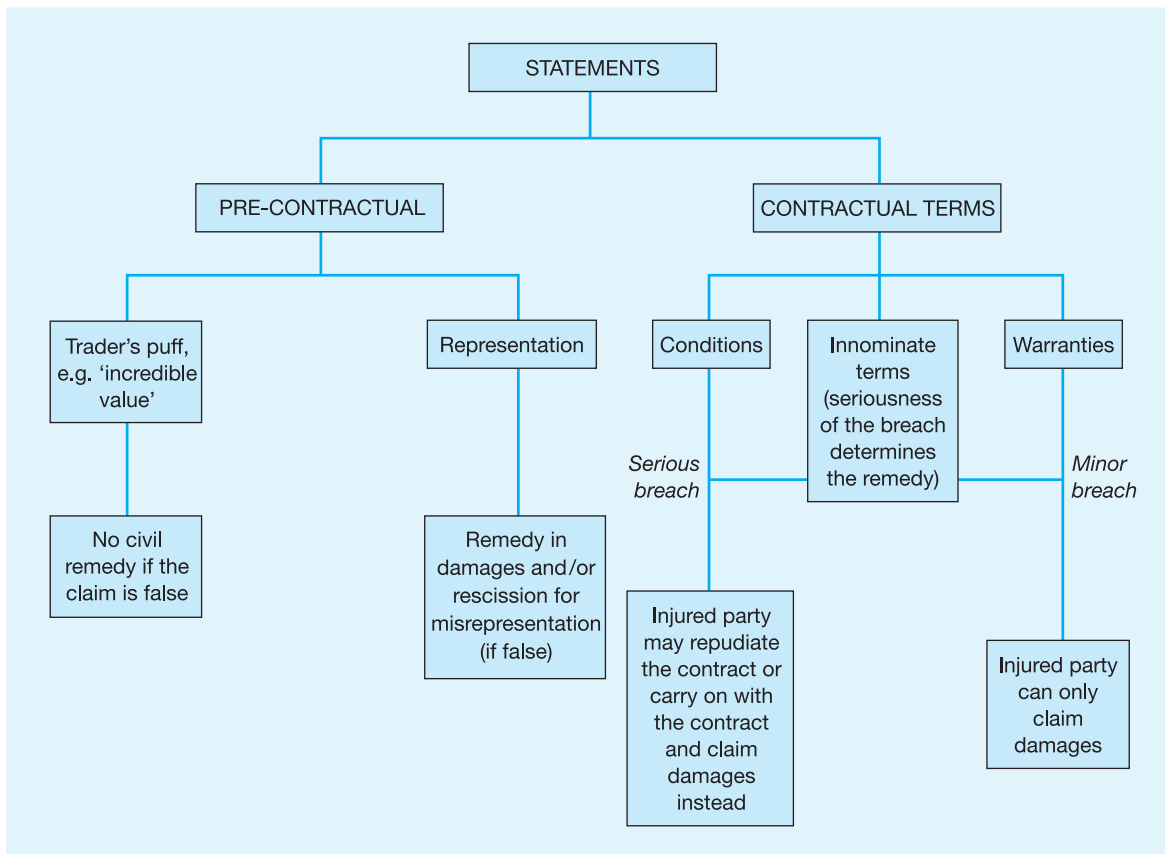 STATEMENTS
PRE-CONTRACTUAL
CONTRACTUAL TERMS
Trader’s puff,
e.g. ‘incredible
value’
Representation
Conditions
Innominate
terms
(seriousness
of the breach
determines
the remedy)
Warranties
Serious
breach
Minor
breach
No civil
remedy if the
claim is false
Remedy in
damages and/or
rescission for
misrepresentation
(if false)
Injured party
may repudiate
the contract or
carry on with
the contract
and claim
damages
instead
Injured party
can only
claim
damages